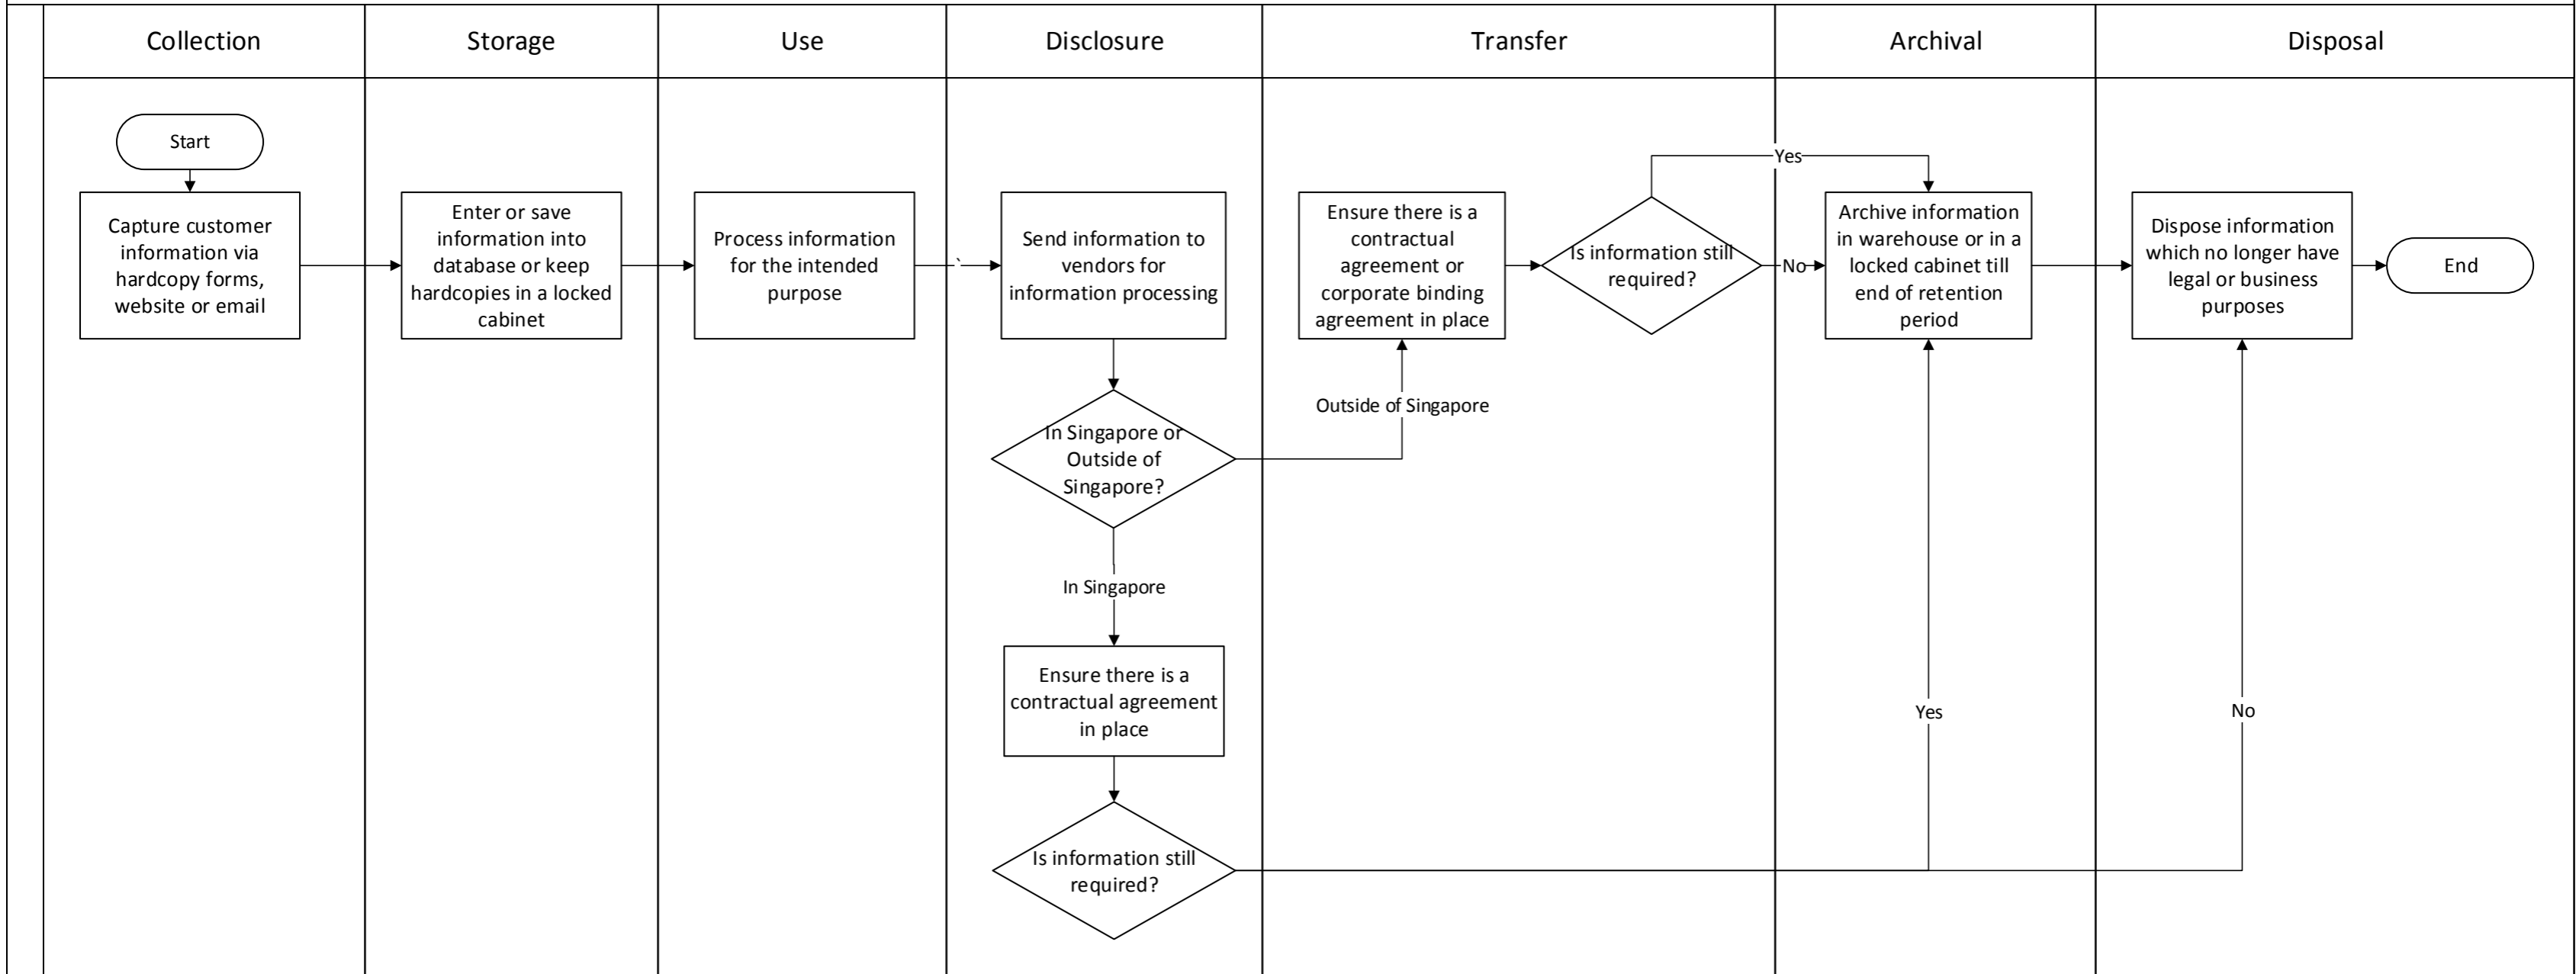 Collection
Storage
Use
Disclosure
Transfer
Archival
Disposal
Start
Capture customer
information via
hardcopy forms,
website or email
Enter or save
information into
database or keep
hardcopies in a locked
cabinet
Process information
for the intended
purpose
`
Send information to
vendors for
information processing
In Singapore or
Outside of
Singapore?
Outside of Singapore
In Singapore
Ensure there is a
contractual agreement
in place
Is information still
required?
Ensure there is a
contractual
agreement or
corporate binding
agreement in place
Is information still
required?
Yes
No
Archive information
in warehouse or in a
locked cabinet till
end of retention
period
Yes
Dispose information
which no longer have
legal or business
purposes
No
End